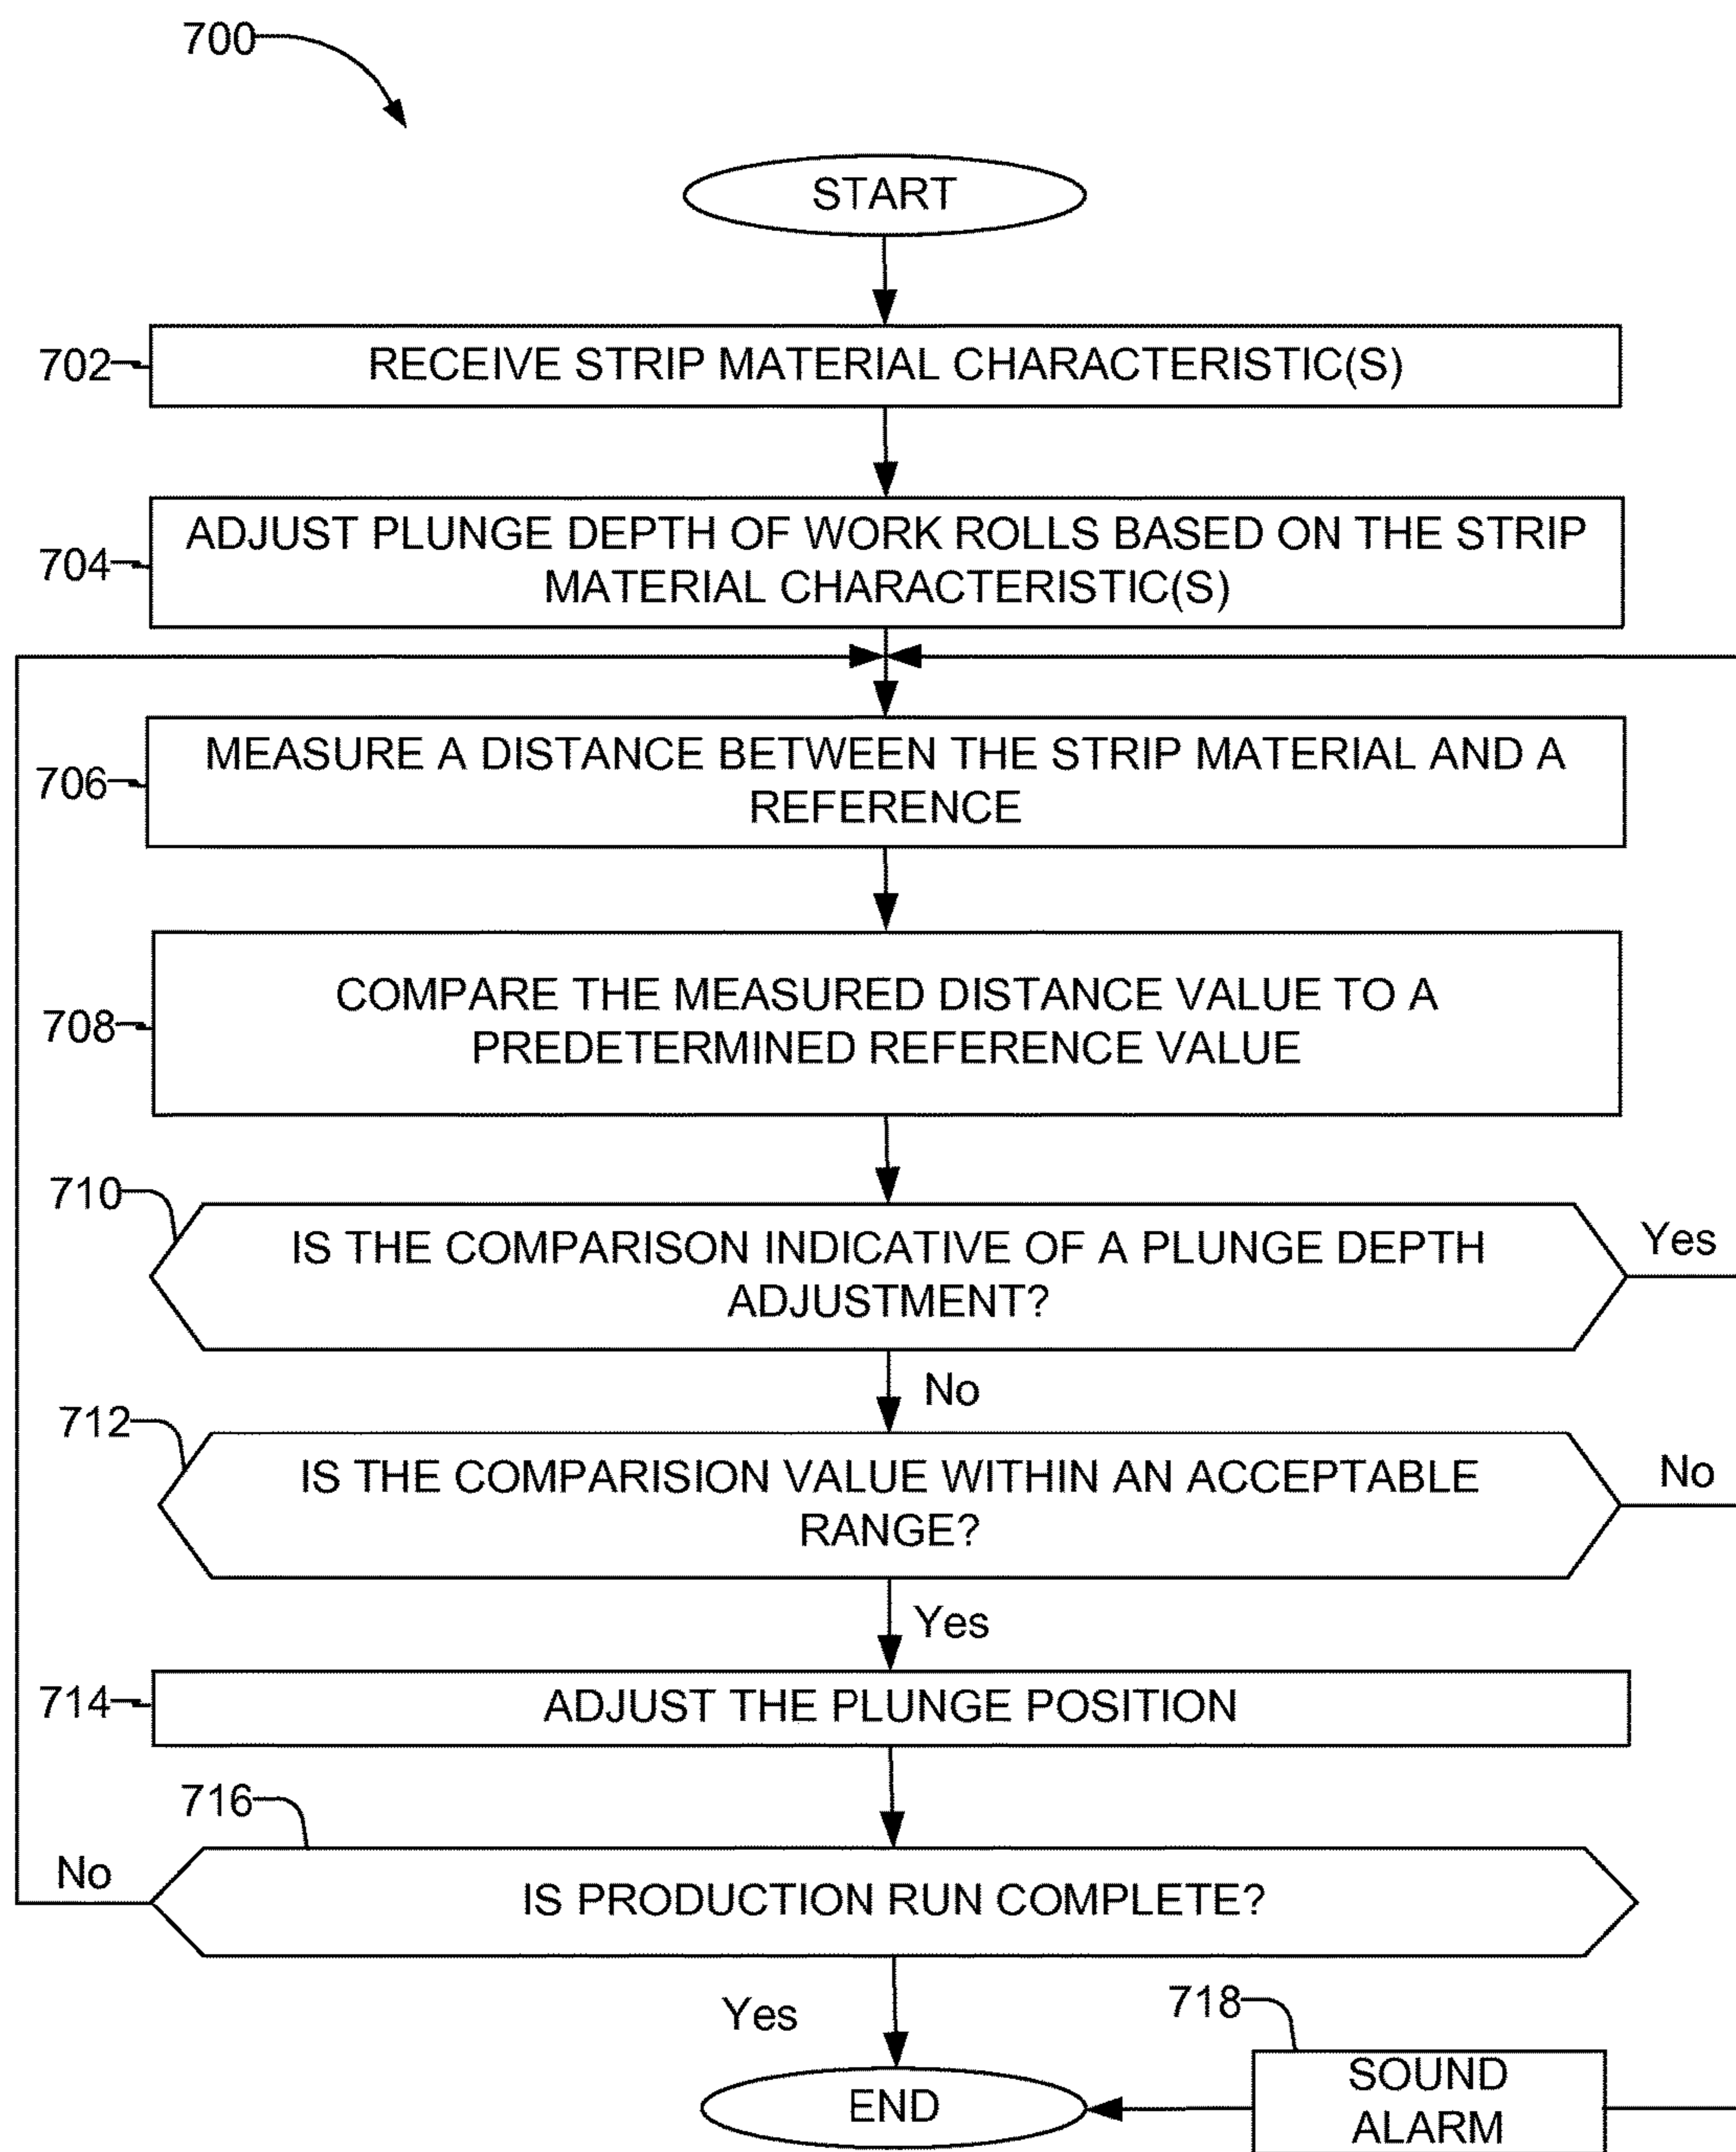 700
START
702
RECEIVE STRIP MATERIAL CHARACTERISTIC(S)
704
ADJUST PLUNGE DEPTH OF WORK ROLLS BASED ON THE STRIP
MATERIAL CHARACTERISTIC(S)
706
MEASURE A DISTANCE BETWEEN THE STRIP MATERIAL AND A
REFERENCE
708
COMPARE THE MEASURED DISTANCE VALUE TO A
PREDETERMINED REFERENCE VALUE
710
IS THE COMPARISON INDICATIVE OF A PLUNGE DEPTH
ADJUSTMENT?
Yes
No
712
IS THE COMPARISION VALUE WITHIN AN ACCEPTABLE
RANGE?
No
Yes
714
ADJUST THE PLUNGE POSITION
716
No
IS PRODUCTION RUN COMPLETE?
Yes
718
SOUND
ALARM
END